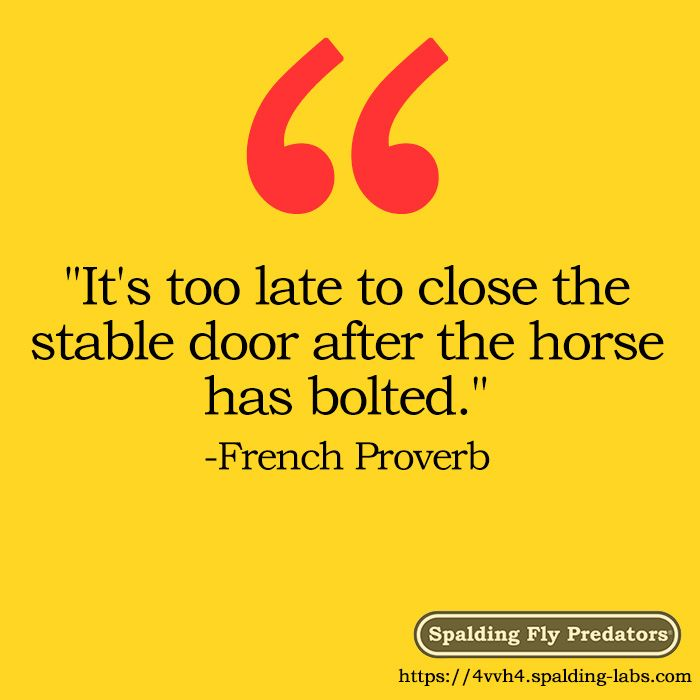 "It's too late to close the
stable door after the horse
has bolted."
-French Proverb
Spalding Fly Predators®
https://4vvh4.spalding-labs.com